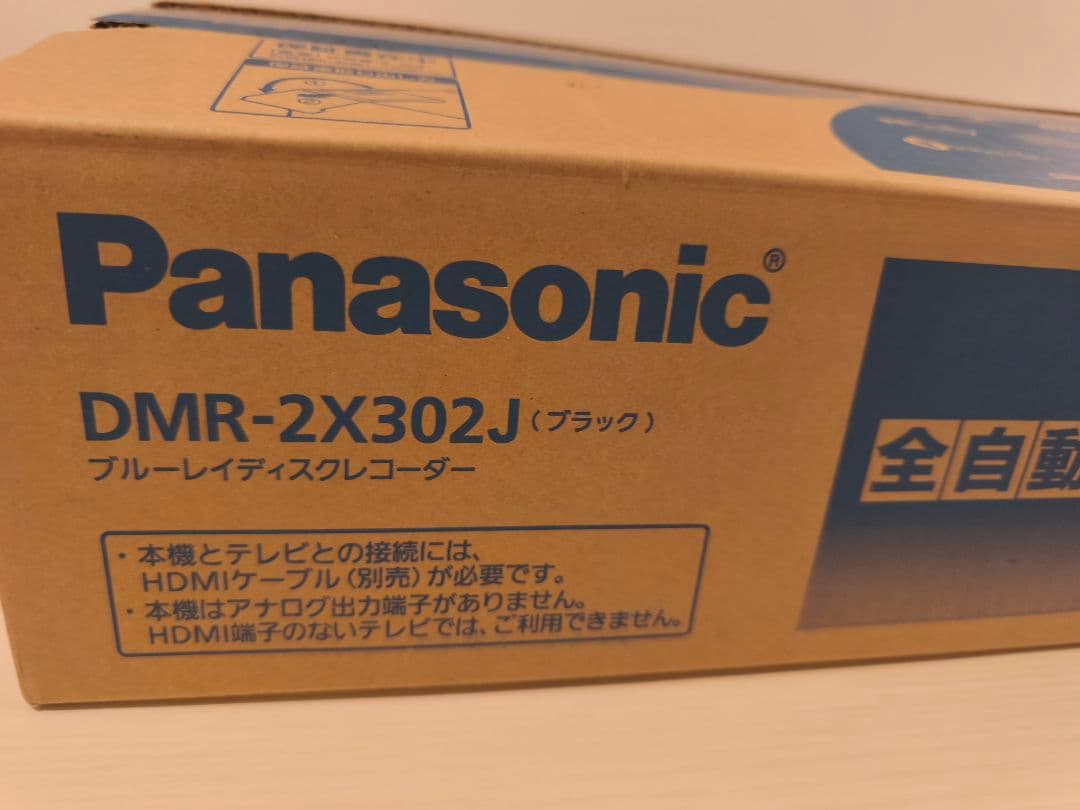 Panasonic®
DMR-2X302J（ブラック）
ブルーレイディスクレコーダー
・本機とテレビとの接続には、
HDMIケーブル（別売）が必要です。
・本機はアナログ出力端子がありません。
HDMI端子のないテレビでは、ご利用できません。
全自動